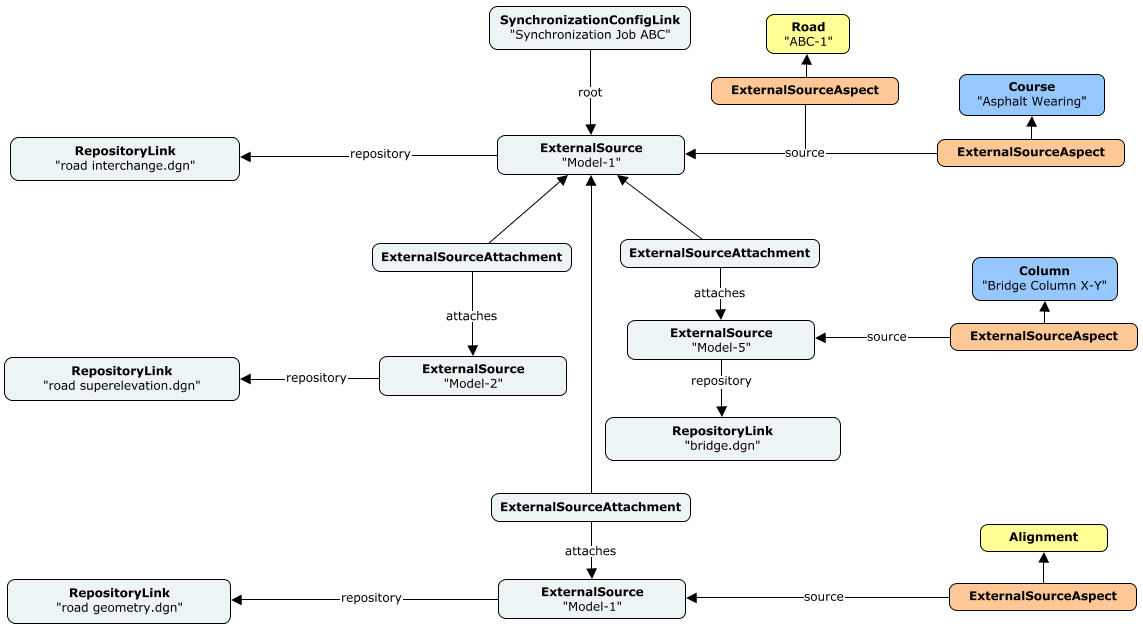 SynchronizationConfigLink
"Synchronization Job ABC"
Road
"ABC-1"
root
ExternalSourceAspect
Course
"Asphalt Wearing"
RepositoryLink
"road interchange.dgn"
repository
ExternalSource
"Model-1"
source
ExternalSourceAspect
ExternalSourceAttachment
ExternalSourceAttachment
attaches
attaches
Column
"Bridge Column X-Y"
ExternalSource
"Model-5"
source
ExternalSourceAspect
RepositoryLink
"road superelevation.dgn"
repository
ExternalSource
"Model-2"
repository
RepositoryLink
"bridge.dgn"
ExternalSourceAttachment
attaches
Alignment
RepositoryLink
"road geometry.dgn"
repository
ExternalSource
"Model-1"
source
ExternalSourceAspect